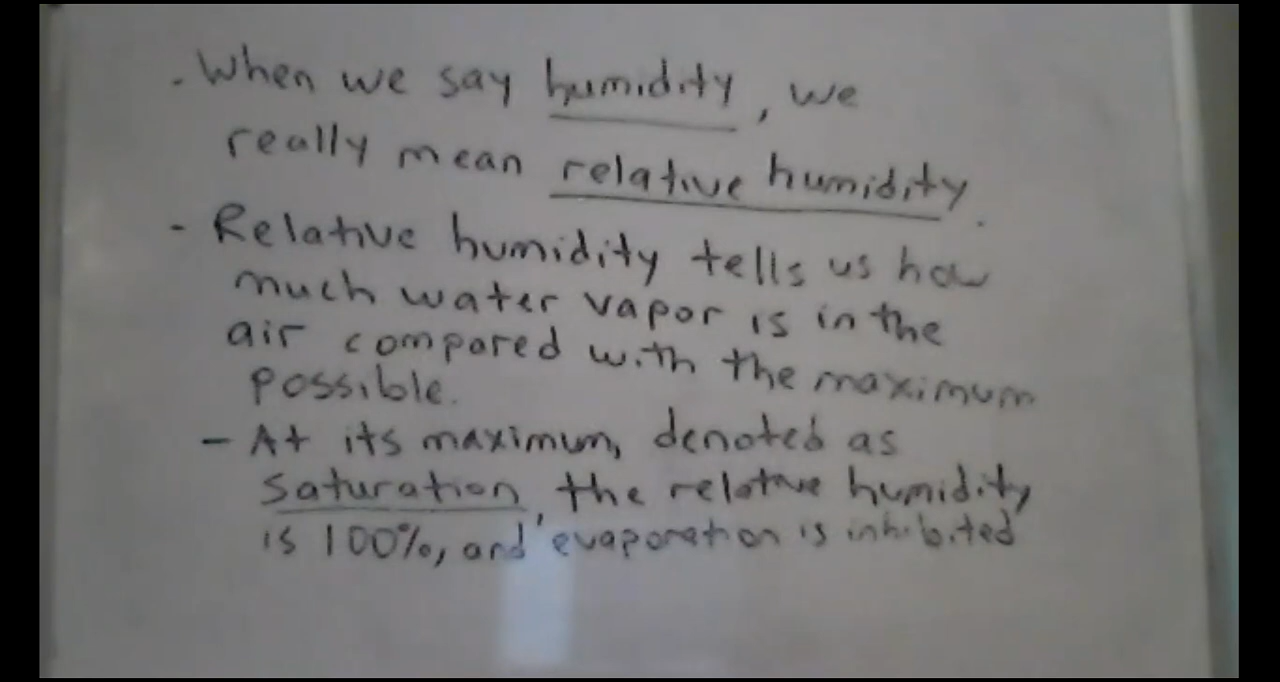 - When we say humidity, we
really mean relative humidity.
- Relative humidity tells us how
much water vapor is in the
air compared with the maximum
possible.
- At its maximum, denoted as
saturation, the relative humidity
is 100%, and evaporation is inhibited